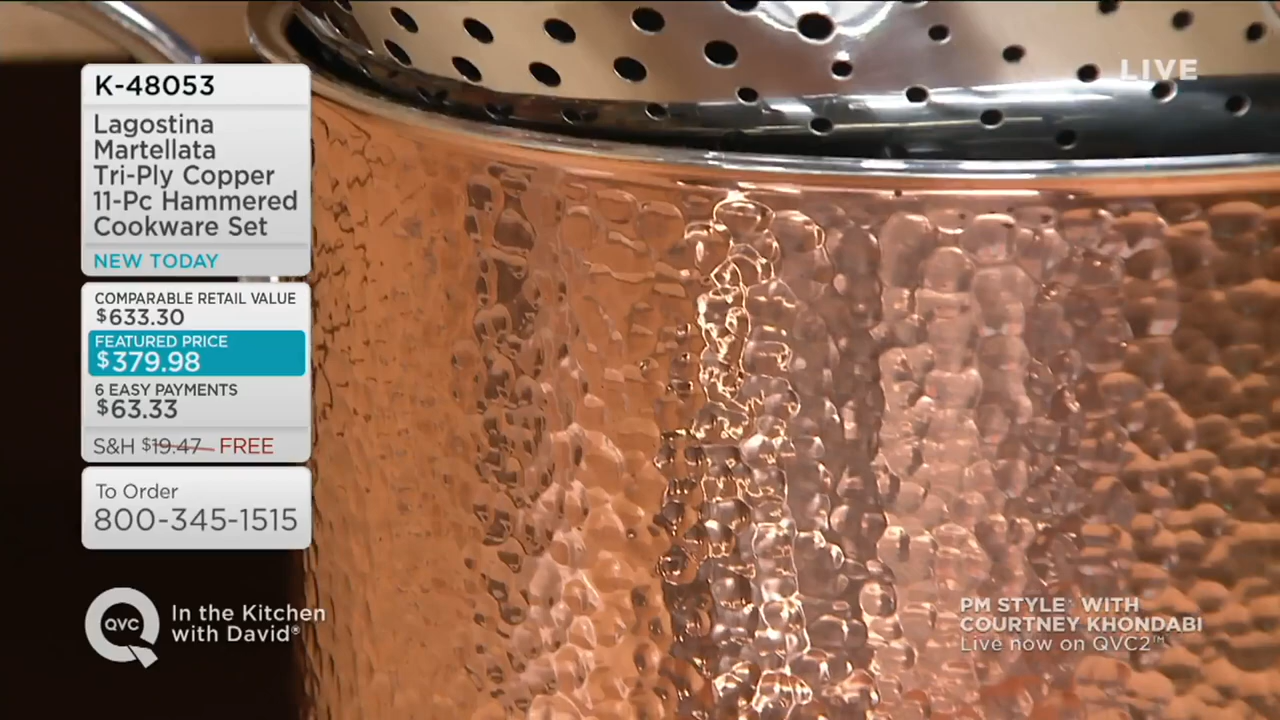 K-48053
Lagostina
Martellata
Tri-Ply Copper
11-Pc Hammered
Cookware Set
NEW TODAY
COMPARABLE RETAIL VALUE
$633.30
FEATURED PRICE
$379.98
6 EASY PAYMENTS
$63.33
S&H $19.47 FREE
To Order
800-345-1515
QVC
In the Kitchen
with David®
LIVE
PM STYLE® WITH
COURTNEY KHONDABI
Live now on QVC2™